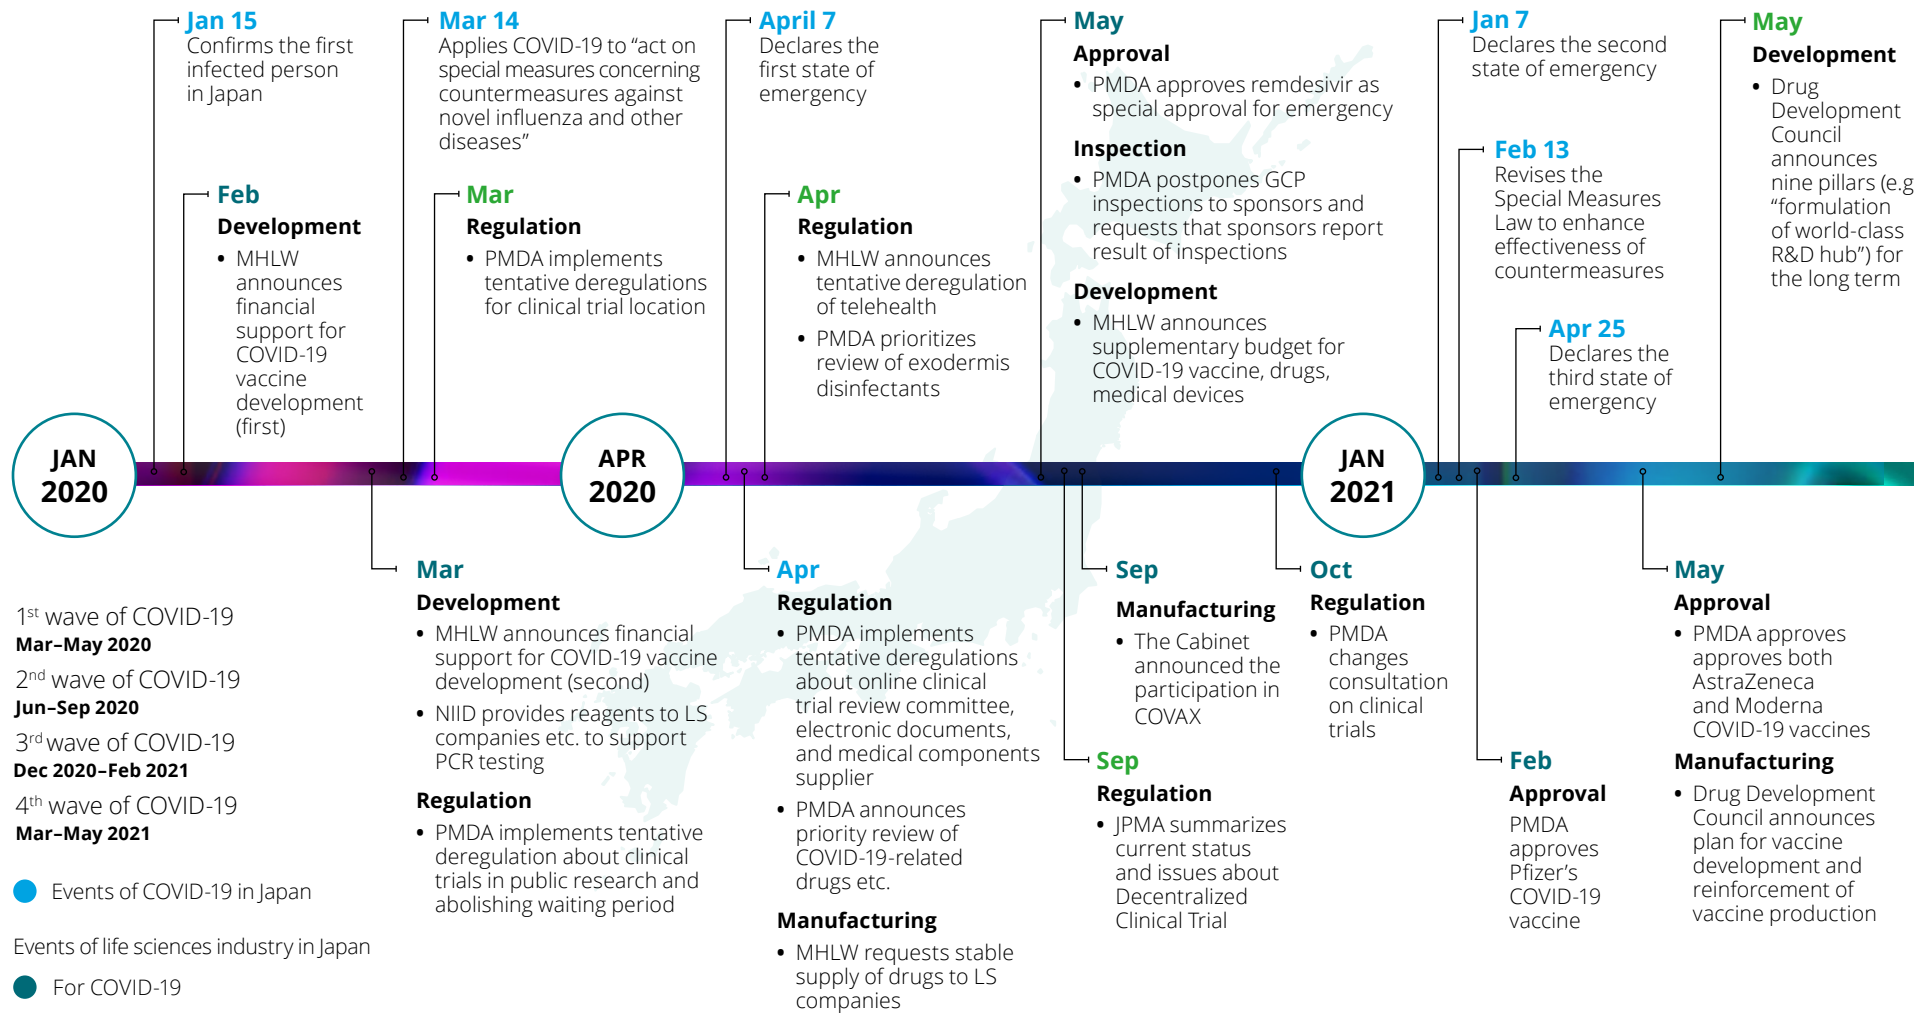 Jan 15
Confirms the first
infected person
in Japan
Feb
Development
• MHLW
announces
financial
support for
COVID-19
vaccine
development
(first)
Mar 14
Applies COVID-19 to “act on
special measures concerning
countermeasures against
novel influenza and other
diseases”
Mar
Regulation
• PMDA implements
tentative deregulations
for clinical trial location
April 7
Declares the
first state of
emergency
Apr
Regulation
• MHLW announces
tentative deregulation
of telehealth
• PMDA prioritizes
review of exodermis
disinfectants
May
Approval
• PMDA approves remdesivir as
special approval for emergency
Inspection
• PMDA postpones GCP
inspections to sponsors and
requests that sponsors report
result of inspections
Development
• MHLW announces
supplementary budget for
COVID-19 vaccine, drugs,
medical devices
Jan 7
Declares the second
state of emergency
Feb 13
Revises the
Special Measures
Law to enhance
effectiveness of
countermeasures
Apr 25
Declares the
third state of
emergency
May
Development
• Drug
Development
Council
announces
nine pillars (e.g
“formulation
of world-class
R&D hub”) for
the long term
JAN
2020
APR
2020
JAN
2021
1st wave of COVID-19
Mar–May 2020
2nd wave of COVID-19
Jun–Sep 2020
3rd wave of COVID-19
Dec 2020–Feb 2021
4th wave of COVID-19
Mar–May 2021
Events of COVID-19 in Japan
Events of life sciences industry in Japan
For COVID-19
Mar
Development
• MHLW announces financial
support for COVID-19 vaccine
development (second)
• NIID provides reagents to LS
companies etc. to support
PCR testing
Regulation
• PMDA implements tentative
deregulation about clinical
trials in public research and
abolishing waiting period
Apr
Regulation
• PMDA implements
tentative deregulations
about online clinical
trial review committee,
electronic documents,
and medical components
supplier
• PMDA announces
priority review of
COVID-19-related
drugs etc.
Manufacturing
• MHLW requests stable
supply of drugs to LS
companies
Sep
Manufacturing
• The Cabinet
announced the
participation in
COVAX
Sep
Regulation
• JPMA summarizes
current status
and issues about
Decentralized
Clinical Trial
Oct
Regulation
• PMDA
changes
consultation
on clinical
trials
Feb
Approval
PMDA
approves
Pfizer’s
COVID-19
vaccine
May
Approval
• PMDA approves
approves both
AstraZeneca
and Moderna
COVID-19 vaccines
Manufacturing
• Drug Development
Council announces
plan for vaccine
development and
reinforcement of
vaccine production